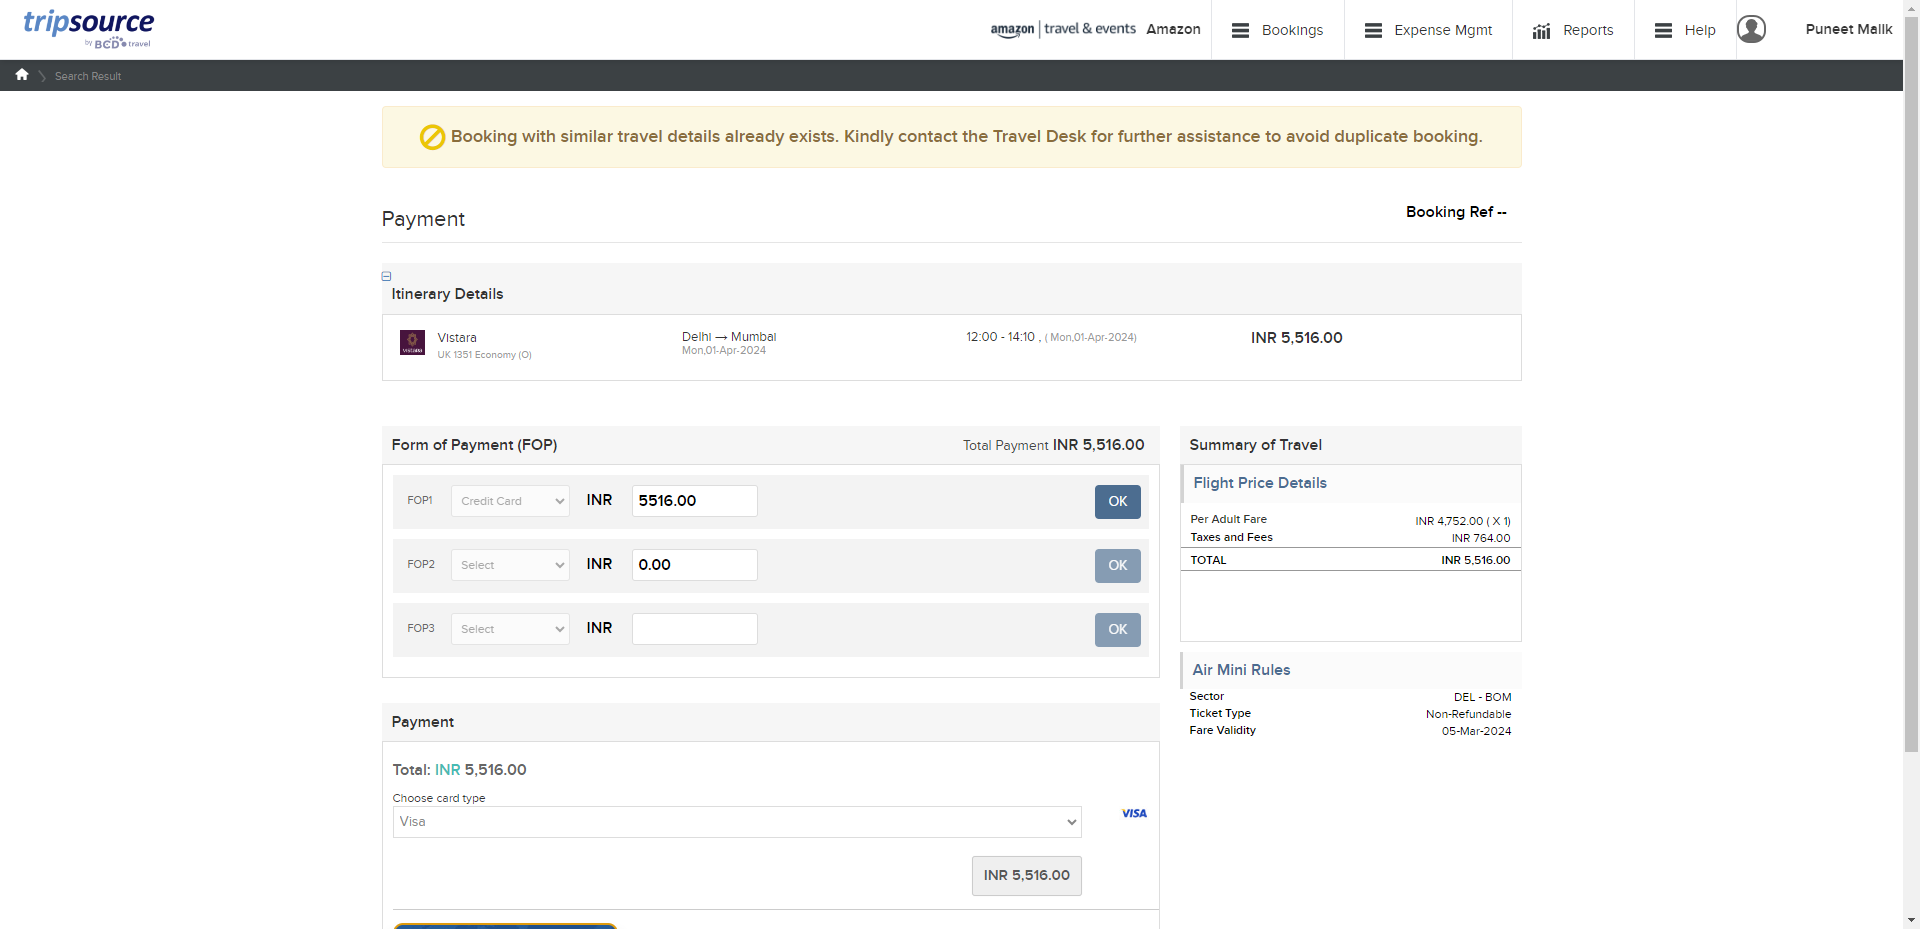 tripsource
by BCD travel
amazon travel & events Amazon
Bookings
Expense Mgmt
Reports
Help
Puneet Malik
Search Result
Booking with similar travel details already exists. Kindly contact the Travel Desk for further assistance to avoid duplicate booking.
Payment
Booking Ref --
Itinerary Details
VISTARA
Vistara
UK 1351 Economy (O)
Delhi → Mumbai
Mon,01-Apr-2024
12:00 - 14:10 , ( Mon,01-Apr-2024)
INR 5,516.00
Form of Payment (FOP)
Total Payment INR 5,516.00
FOP1 Credit Card INR 5516.00 OK
FOP2 Select INR 0.00 OK
FOP3 Select INR OK
Payment
Total: INR 5,516.00
Choose card type
Visa
VISA
INR 5,516.00
Summary of Travel
Flight Price Details
Per Adult Fare INR 4,752.00 ( X 1)
Taxes and Fees INR 764.00
TOTAL INR 5,516.00
Air Mini Rules
Sector DEL - BOM
Ticket Type Non-Refundable
Fare Validity 05-Mar-2024